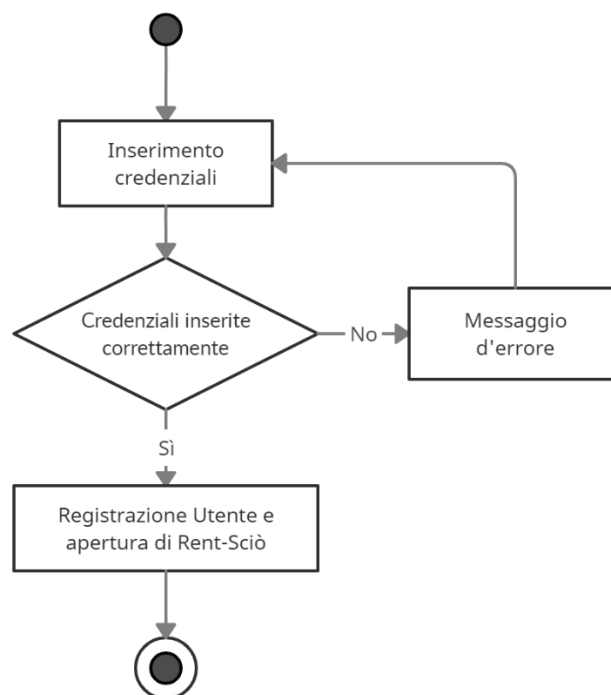 Inserimento
credenziali
Credenziali inserite
correttamente
No
Messaggio
d'errore
Sì
Registrazione Utente e
apertura di Rent-Sciò